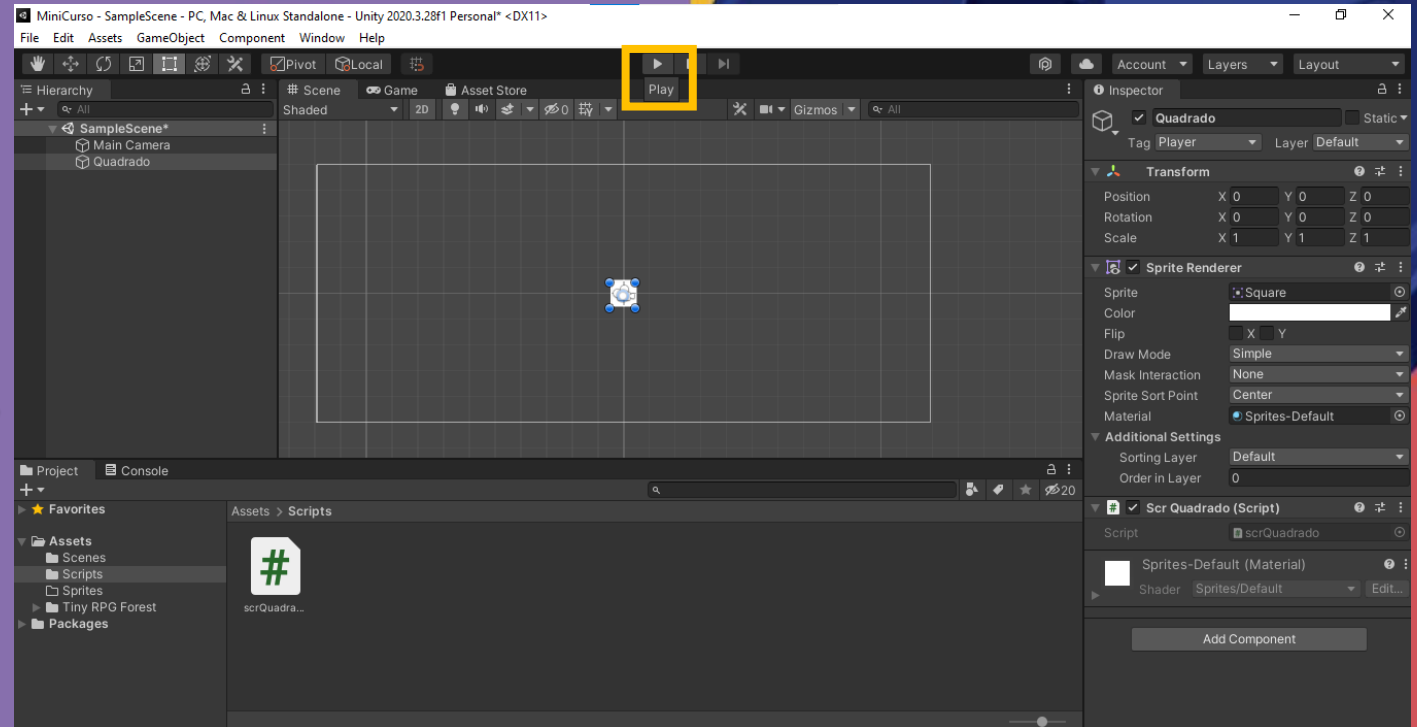 MiniCurso - SampleScene - PC, Mac & Linux Standalone - Unity 2020.3.28f1 Personal* <DX11>
File Edit Assets GameObject Component Window Help
Pivot Local
Account Layers Layout
Play
Hierarchy
All
SampleScene*
Main Camera
Quadrado
# Scene Game Asset Store
Shaded 2D 0 Gizmos All
Inspector
Quadrado Static
Tag Player Layer Default
Transform
Position X 0 Y 0 Z 0
Rotation X 0 Y 0 Z 0
Scale X 1 Y 1 Z 1
Sprite Renderer
Sprite Square
Color
Flip X Y
Draw Mode Simple
Mask Interaction None
Sprite Sort Point Center
Material Sprites-Default
Additional Settings
Sorting Layer Default
Order in Layer 0
# Scr Quadrado (Script)
Script scrQuadrado
Sprites-Default (Material)
Shader Sprites/Default Edit...
Add Component
Project Console
20
Favorites
Assets
Scenes
Scripts
Sprites
Tiny RPG Forest
Packages
Assets > Scripts
#
scrQuadra...